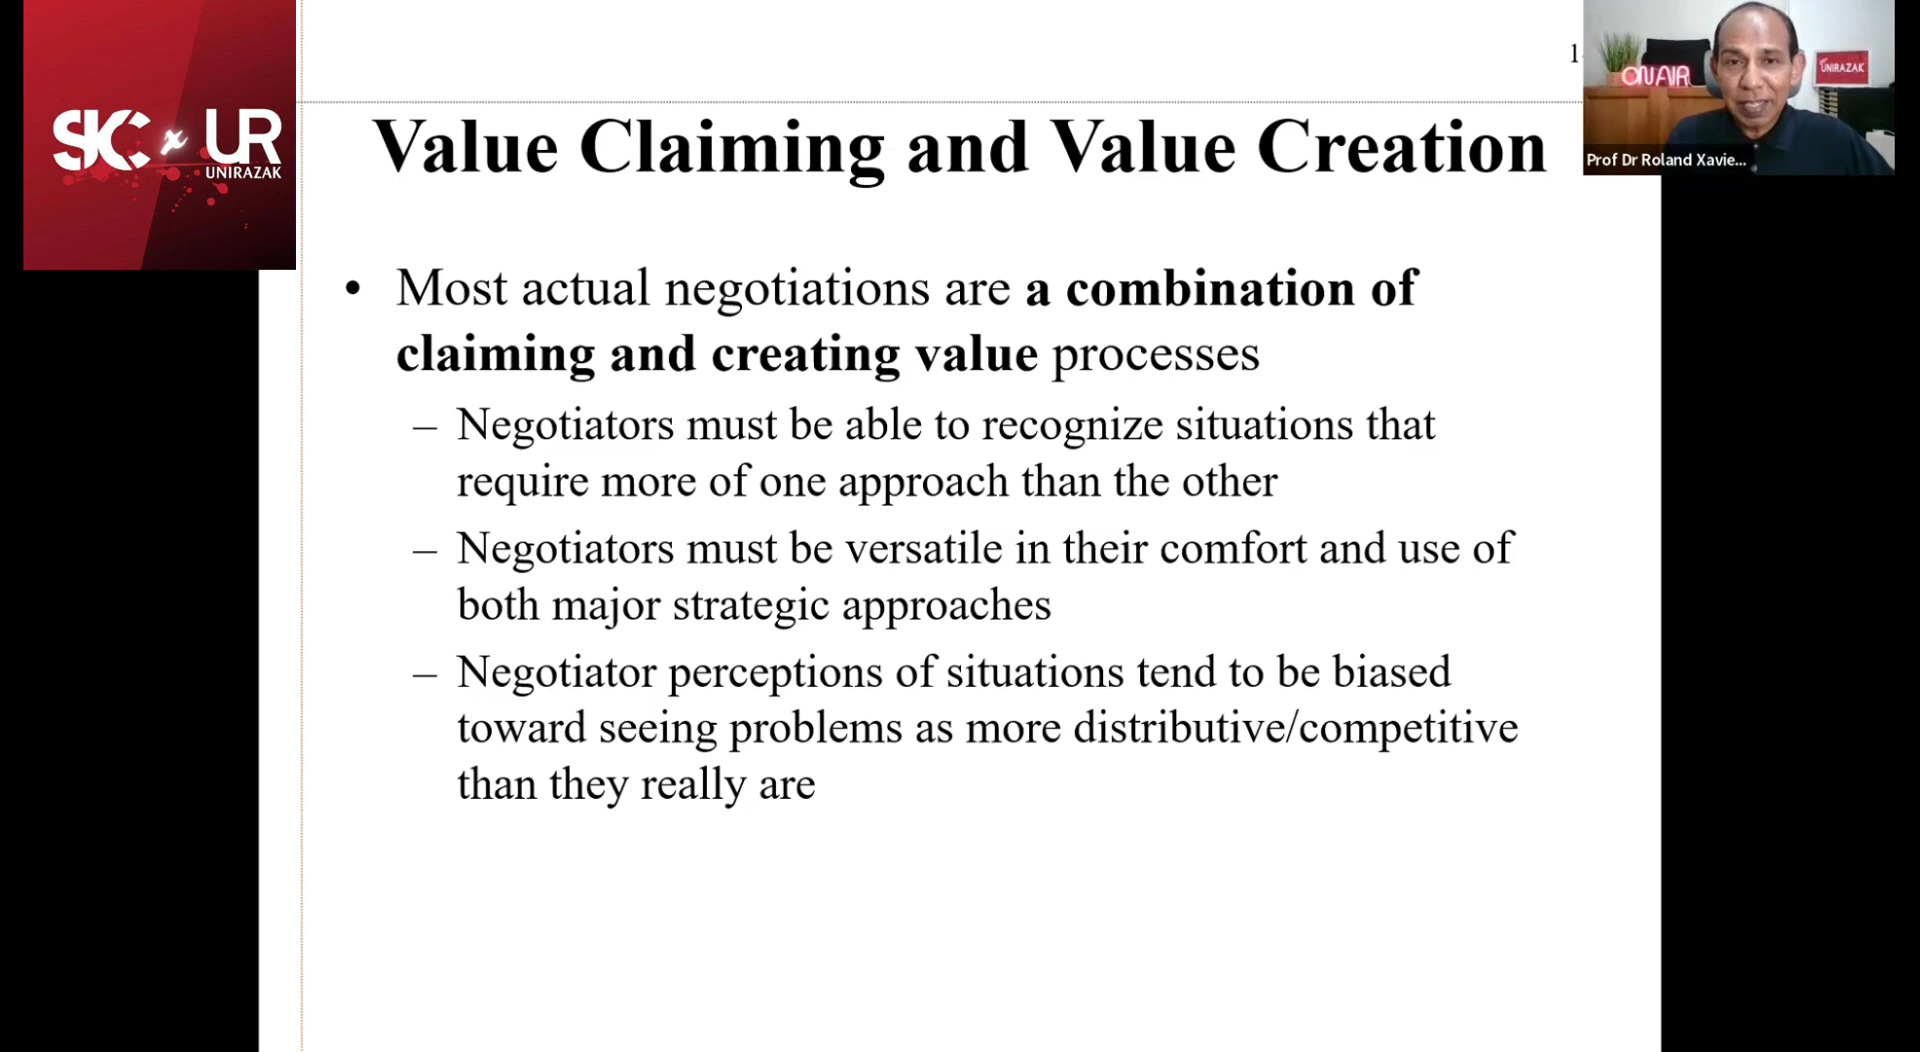 SIC x UR
UNIRAZAK
ON AIR
UNIRAZAK
Prof Dr Roland Xavie...
Value Claiming and Value Creation
• Most actual negotiations are a combination of
claiming and creating value processes
– Negotiators must be able to recognize situations that
require more of one approach than the other
– Negotiators must be versatile in their comfort and use of
both major strategic approaches
– Negotiator perceptions of situations tend to be biased
toward seeing problems as more distributive/competitive
than they really are